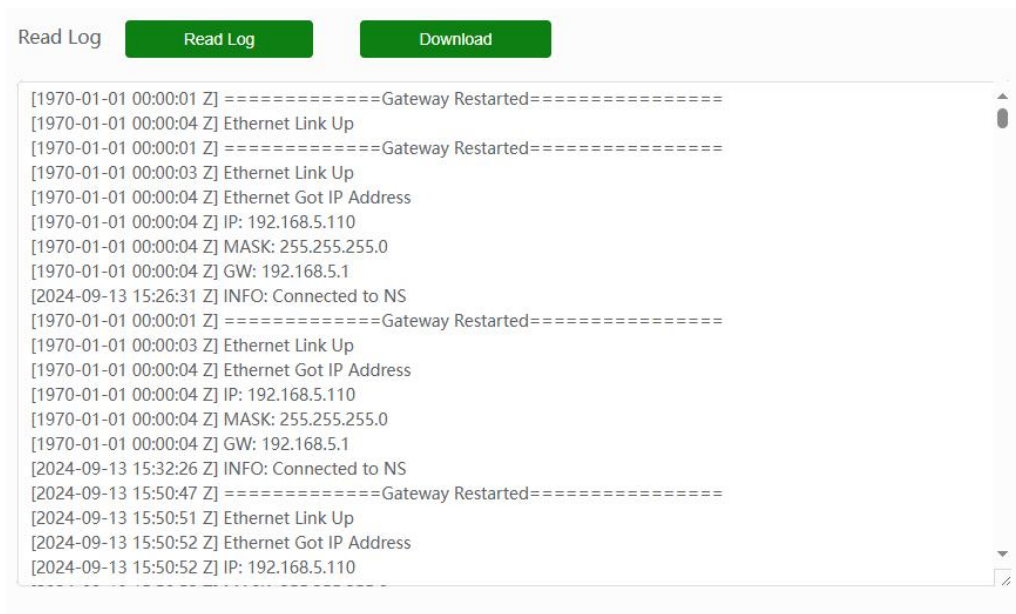 Read Log Read Log Download
[1970-01-01 00:00:01 Z] =============Gateway Restarted================
[1970-01-01 00:00:04 Z] Ethernet Link Up
[1970-01-01 00:00:01 Z] =============Gateway Restarted================
[1970-01-01 00:00:03 Z] Ethernet Link Up
[1970-01-01 00:00:04 Z] Ethernet Got IP Address
[1970-01-01 00:00:04 Z] IP: 192.168.5.110
[1970-01-01 00:00:04 Z] MASK: 255.255.255.0
[1970-01-01 00:00:04 Z] GW: 192.168.5.1
[2024-09-13 15:26:31 Z] INFO: Connected to NS
[1970-01-01 00:00:01 Z] =============Gateway Restarted================
[1970-01-01 00:00:03 Z] Ethernet Link Up
[1970-01-01 00:00:04 Z] Ethernet Got IP Address
[1970-01-01 00:00:04 Z] IP: 192.168.5.110
[1970-01-01 00:00:04 Z] MASK: 255.255.255.0
[1970-01-01 00:00:04 Z] GW: 192.168.5.1
[2024-09-13 15:32:26 Z] INFO: Connected to NS
[2024-09-13 15:50:47 Z] =============Gateway Restarted================
[2024-09-13 15:50:51 Z] Ethernet Link Up
[2024-09-13 15:50:52 Z] Ethernet Got IP Address
[2024-09-13 15:50:52 Z] IP: 192.168.5.110